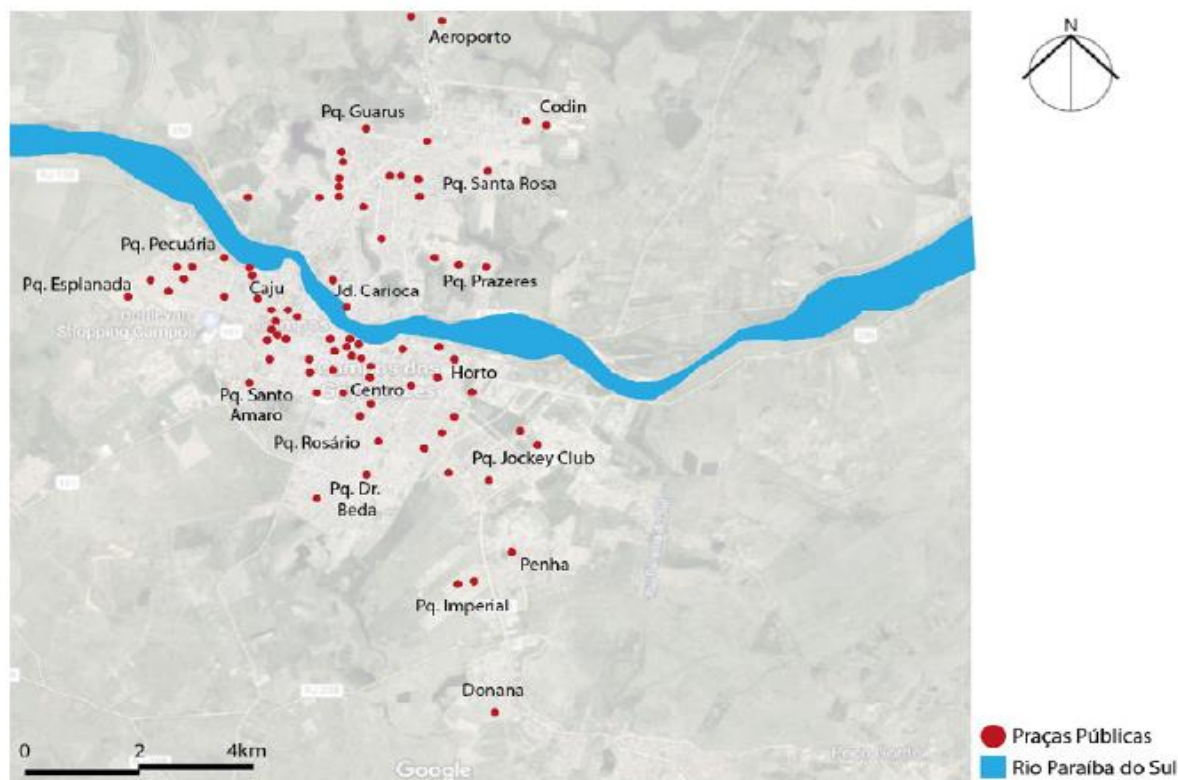 Aeroporto
N
Codin
Pq. Guarus
Pq. Santa Rosa
Pq. Pecuária
Pq. Esplanada
Caju
Jd. Carioca
Pq. Prazeres
Shopping Campos
Horto
Centro
Pq. Santo
Amaro
Pq. Rosário
Pq. Jockey Club
Pq. Dr.
Beda
Penha
Pq. Imperial
Donana
0
2
4km
Google
Praças Públicas
Rio Paraíba do Sul